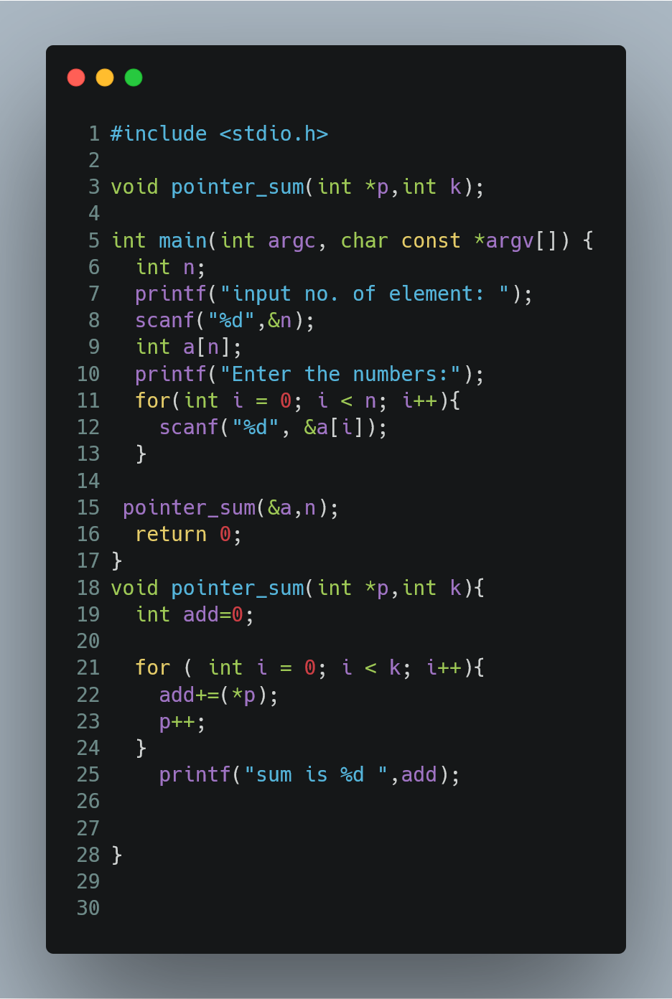 1 #include <stdio.h>
2
3 void pointer_sum(int *p,int k);
4
5 int main(int argc, char const *argv[]) {
6   int n;
7   printf("input no. of element: ");
8   scanf("%d",&n);
9   int a[n];
10   printf("Enter the numbers:");
11   for(int i = 0; i < n; i++){
12     scanf("%d", &a[i]);
13   }
14
15  pointer_sum(&a,n);
16   return 0;
17 }
18 void pointer_sum(int *p,int k){
19   int add=0;
20
21   for ( int i = 0; i < k; i++){
22     add+=(*p);
23     p++;
24   }
25     printf("sum is %d ",add);
26
27
28 }
29
30